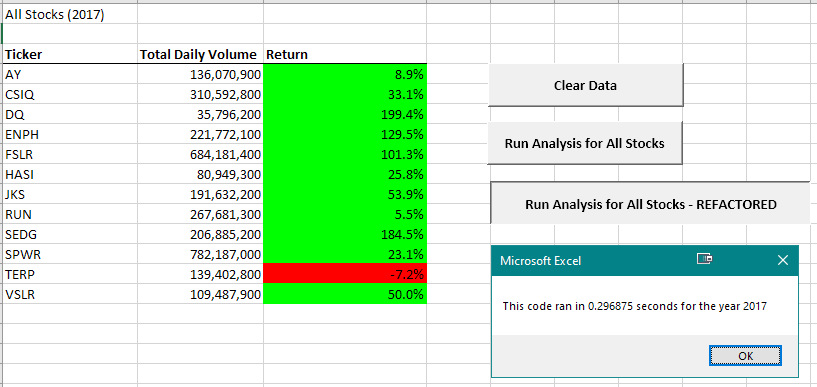 All Stocks (2017)
Ticker Total Daily Volume Return
AY 136,070,900 8.9%
CSIQ 310,592,800 33.1%
DQ 35,796,200 199.4%
ENPH 221,772,100 129.5%
FSLR 684,181,400 101.3%
HASI 80,949,300 25.8%
JKS 191,632,200 53.9%
RUN 267,681,300 5.5%
SEDG 206,885,200 184.5%
SPWR 782,187,000 23.1%
TERP 139,402,800 -7.2%
VSLR 109,487,900 50.0%
Clear Data
Run Analysis for All Stocks
Run Analysis for All Stocks - REFACTORED
Microsoft Excel
This code ran in 0.296875 seconds for the year 2017
OK